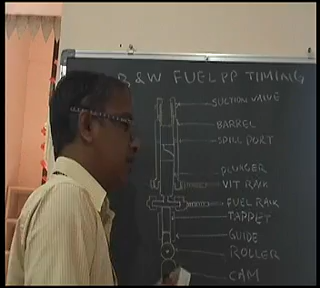 B & W FUEL PP TIMING
SUCTION VALVE
BARREL
SPILL PORT
PLUNGER
VIT RACK
FUEL RACK
TAPPET
GUIDE
ROLLER
CAM